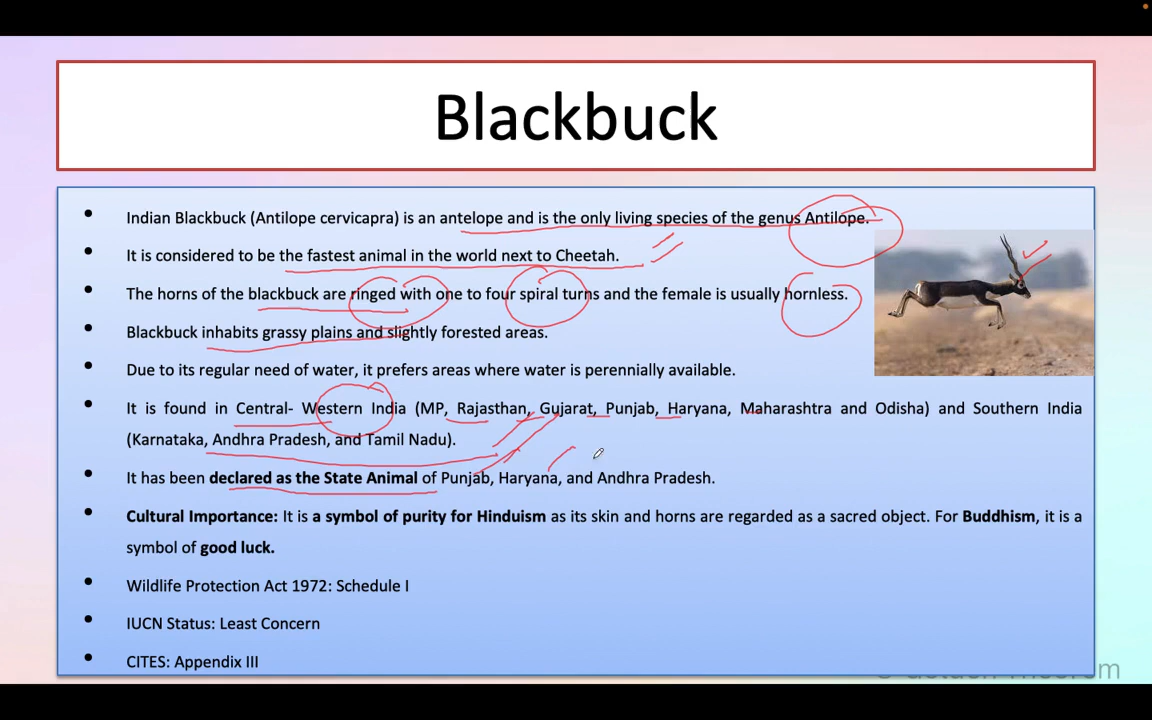 Blackbuck
• Indian Blackbuck (Antilope cervicapra) is an antelope and is the only living species of the genus Antilope.
• It is considered to be the fastest animal in the world next to Cheetah.
• The horns of the blackbuck are ringed with one to four spiral turns and the female is usually hornless.
• Blackbuck inhabits grassy plains and slightly forested areas.
• Due to its regular need of water, it prefers areas where water is perennially available.
• It is found in Central- Western India (MP, Rajasthan, Gujarat, Punjab, Haryana, Maharashtra and Odisha) and Southern India
(Karnataka, Andhra Pradesh, and Tamil Nadu).
• It has been declared as the State Animal of Punjab, Haryana, and Andhra Pradesh.
• Cultural Importance: It is a symbol of purity for Hinduism as its skin and horns are regarded as a sacred object. For Buddhism, it is a
symbol of good luck.
• Wildlife Protection Act 1972: Schedule I
• IUCN Status: Least Concern
• CITES: Appendix III